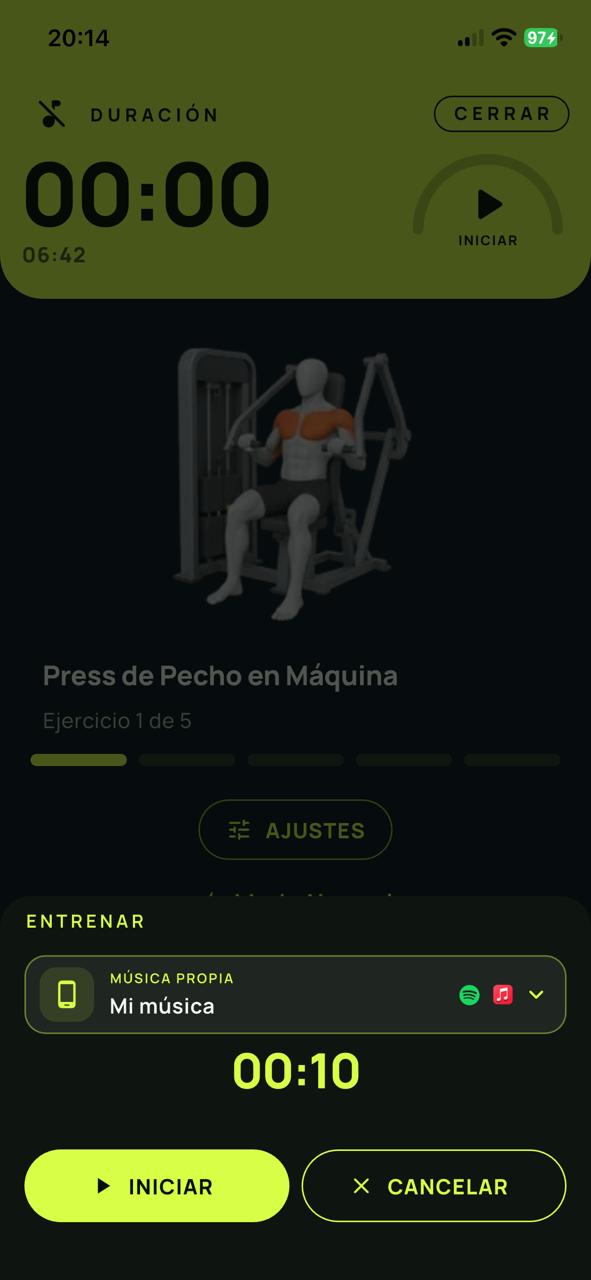 20:14
97
DURACIÓN
CERRAR
00:00
INICIAR
06:42
Press de Pecho en Máquina
Ejercicio 1 de 5
AJUSTES
ENTRENAR
MÚSICA PROPIA
Mi música
00:10
INICIAR
CANCELAR